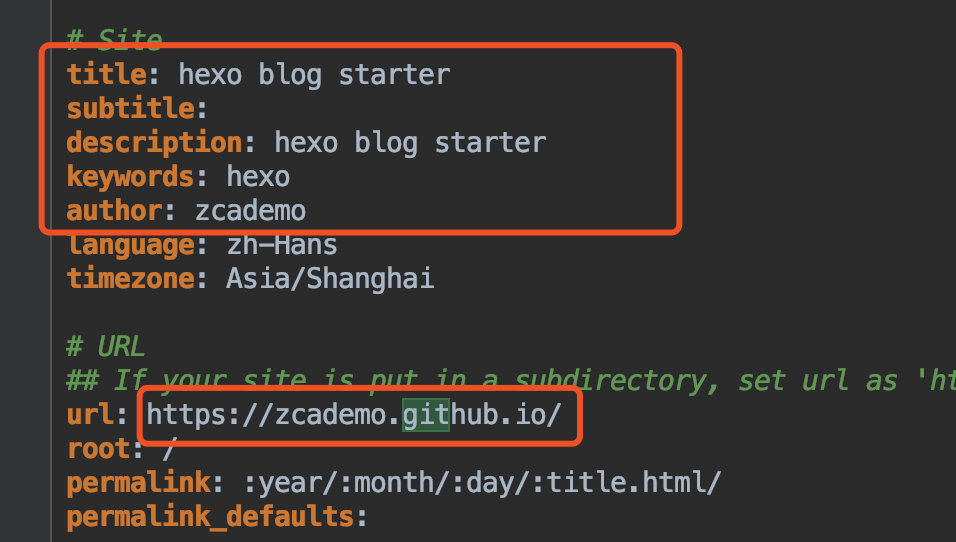 # Site
title: hexo blog starter
subtitle:
description: hexo blog starter
keywords: hexo
author: zcademo
language: zh-Hans
timezone: Asia/Shanghai
# URL
## If your site is put in a subdirectory, set url as 'ht
url: https://zcademo.github.io/
root: /
permalink: :year/:month/:day/:title.html/
permalink_defaults: